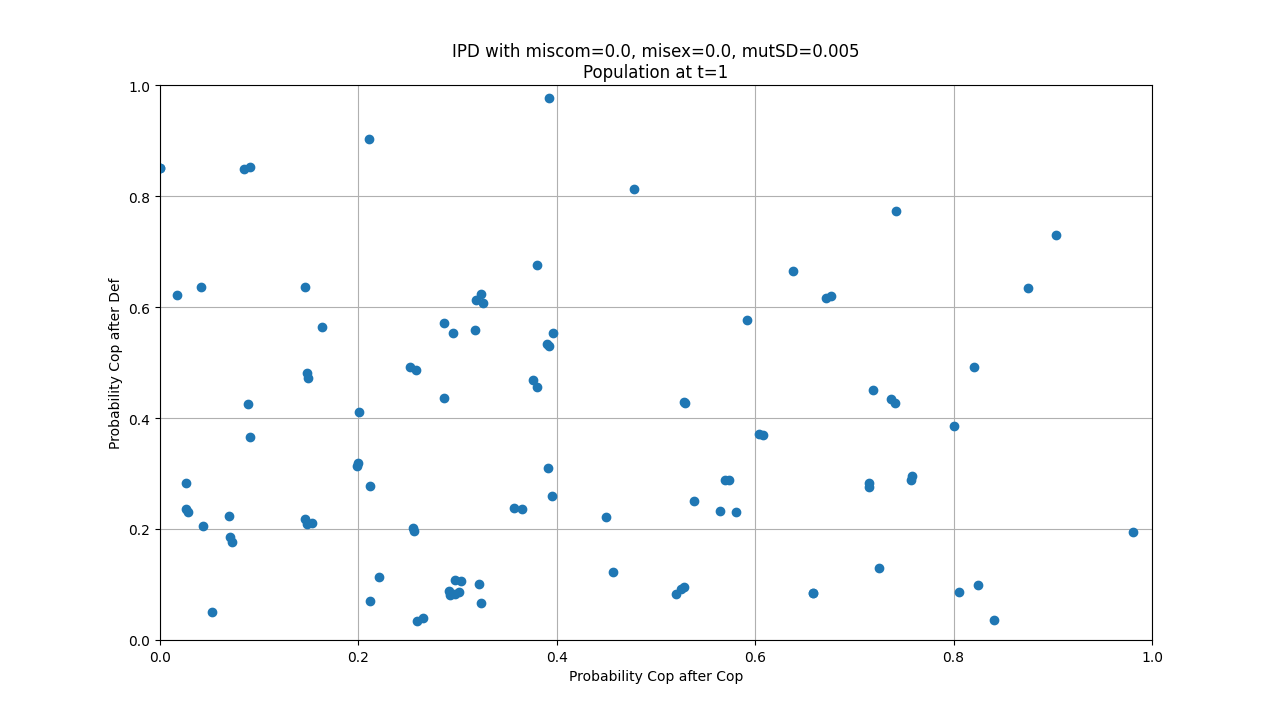 IPD with miscom=0.0, misex=0.0, mutSD=0.005
Population at t=1
1.0
0.8
0.6
0.4
0.2
0.0
Probability Cop after Def
0.0 0.2 0.4 0.6 0.8 1.0
Probability Cop after Cop